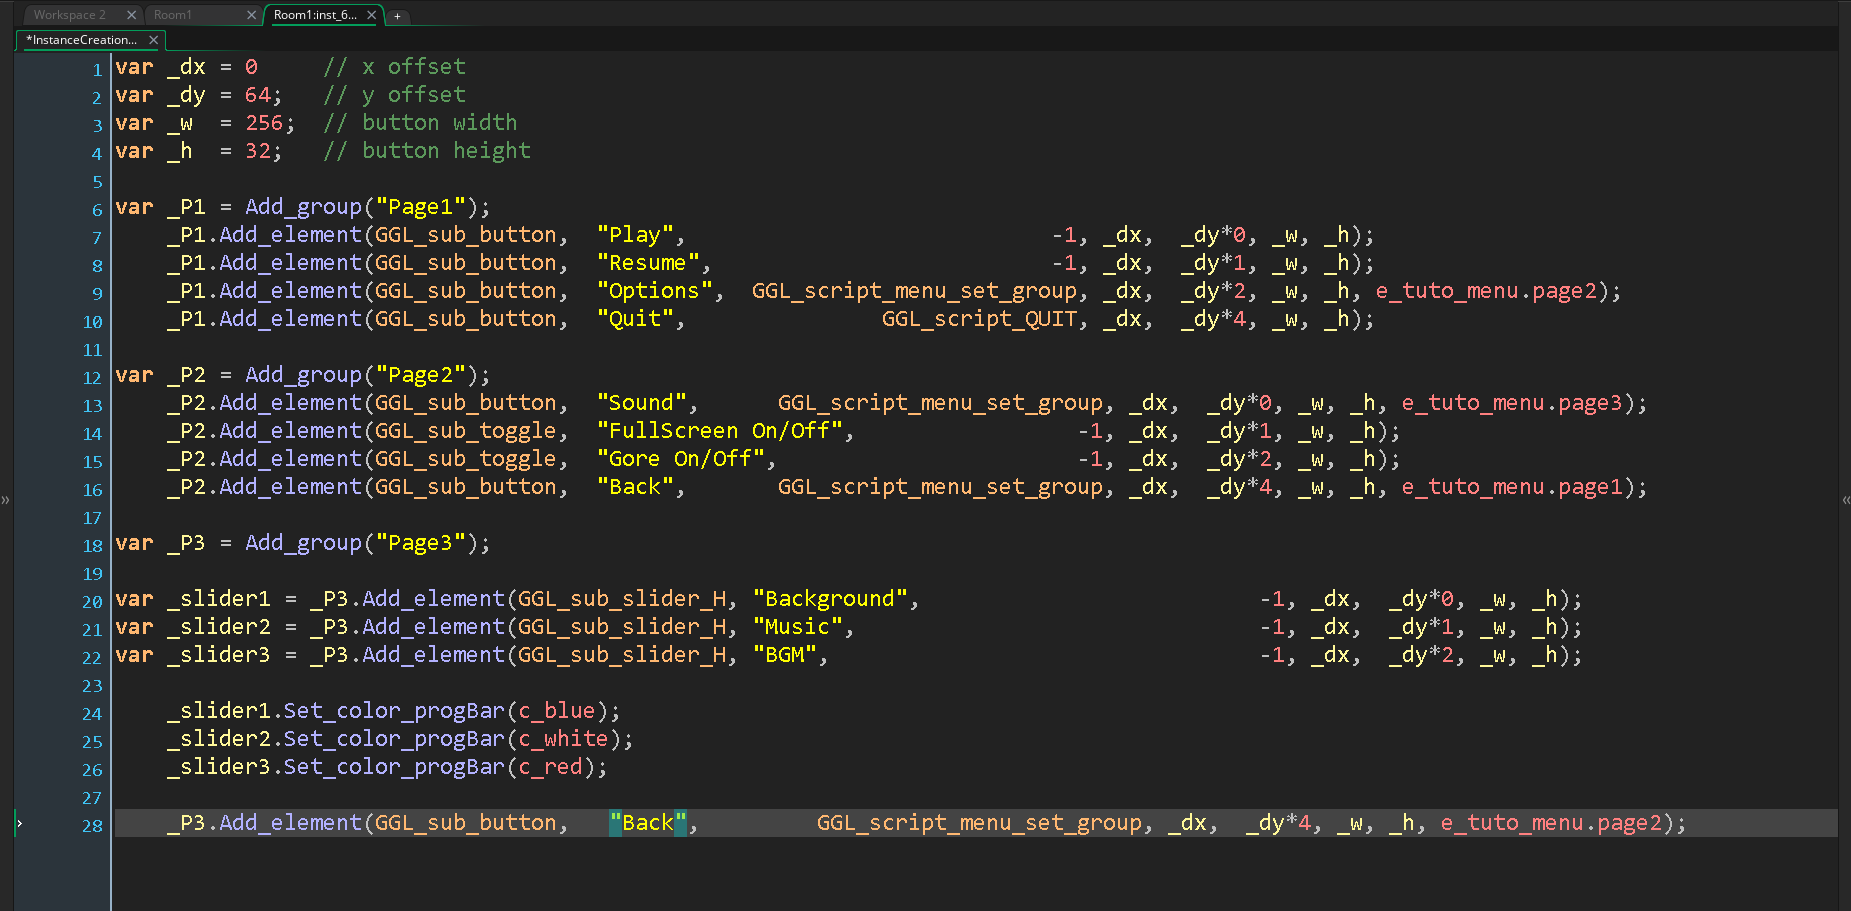 Workspace 2 × Room1 × Room1:inst_6... × +
*InstanceCreation... ×
1 var _dx = 0     // x offset
2 var _dy = 64;   // y offset
3 var _w  = 256;  // button width
4 var _h  = 32;   // button height
5
6 var _P1 = Add_group("Page1");
7     _P1.Add_element(GGL_sub_button,  "Play",                            -1, _dx,  _dy*0, _w, _h);
8     _P1.Add_element(GGL_sub_button,  "Resume",                          -1, _dx,  _dy*1, _w, _h);
9     _P1.Add_element(GGL_sub_button,  "Options",  GGL_script_menu_set_group, _dx,  _dy*2, _w, _h, e_tuto_menu.page2);
10     _P1.Add_element(GGL_sub_button,  "Quit",               GGL_script_QUIT, _dx,  _dy*4, _w, _h);
11
12 var _P2 = Add_group("Page2");
13     _P2.Add_element(GGL_sub_button,  "Sound",      GGL_script_menu_set_group, _dx,  _dy*0, _w, _h, e_tuto_menu.page3);
14     _P2.Add_element(GGL_sub_toggle,  "FullScreen On/Off",                  -1, _dx,  _dy*1, _w, _h);
15     _P2.Add_element(GGL_sub_toggle,  "Gore On/Off",                        -1, _dx,  _dy*2, _w, _h);
16     _P2.Add_element(GGL_sub_button,  "Back",       GGL_script_menu_set_group, _dx,  _dy*4, _w, _h, e_tuto_menu.page1);
17
18 var _P3 = Add_group("Page3");
19
20 var _slider1 = _P3.Add_element(GGL_sub_slider_H, "Background",                          -1, _dx,  _dy*0, _w, _h);
21 var _slider2 = _P3.Add_element(GGL_sub_slider_H, "Music",                               -1, _dx,  _dy*1, _w, _h);
22 var _slider3 = _P3.Add_element(GGL_sub_slider_H, "BGM",                                 -1, _dx,  _dy*2, _w, _h);
23
24     _slider1.Set_color_progBar(c_blue);
25     _slider2.Set_color_progBar(c_white);
26     _slider3.Set_color_progBar(c_red);
27
28     _P3.Add_element(GGL_sub_button,   "Back",         GGL_script_menu_set_group, _dx,  _dy*4, _w, _h, e_tuto_menu.page2);